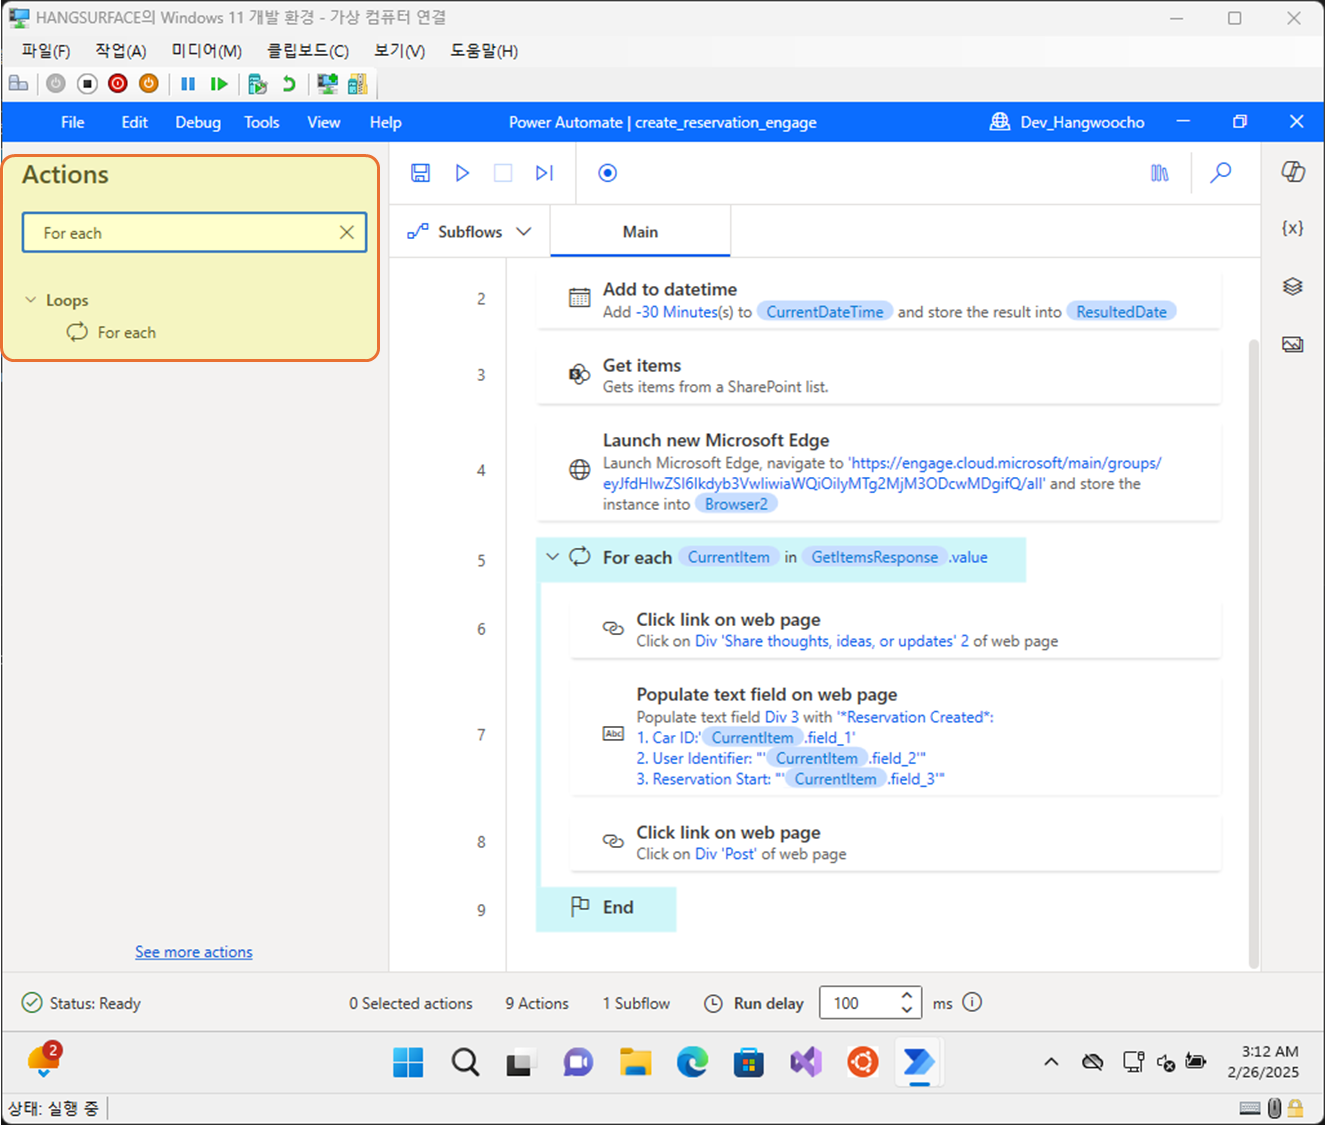 HANGSURFACE의 Windows 11 개발 환경 - 가상 컴퓨터 연결
파일(F) 작업(A) 미디어(M) 클립보드(C) 보기(V) 도움말(H)
File Edit Debug Tools View Help Power Automate | create_reservation_engage Dev_Hangwoocho
Actions
For each
Loops
For each
See more actions
Subflows Main
2
Add to datetime
Add -30 Minutes(s) to CurrentDateTime and store the result into ResultedDate
3
Get items
Gets items from a SharePoint list.
4
Launch new Microsoft Edge
Launch Microsoft Edge, navigate to 'https://engage.cloud.microsoft/main/groups/
eyJfdHlwZSI6Ikdyb3VwIiwiaWQiOiIyMTg2MjM3ODcwMDgifQ/all' and store the
instance into Browser2
5
For each CurrentItem in GetItemsResponse .value
6
Click link on web page
Click on Div 'Share thoughts, ideas, or updates' 2 of web page
7
Populate text field on web page
Populate text field Div 3 with '*Reservation Created*:
1. Car ID:' CurrentItem .field_1'
2. User Identifier: "' CurrentItem .field_2'"
3. Reservation Start: "' CurrentItem .field_3'"
8
Click link on web page
Click on Div 'Post' of web page
9
End
{x}
Status: Ready 0 Selected actions 9 Actions 1 Subflow Run delay 100 ms
2
3:12 AM
2/26/2025
상태: 실행 중